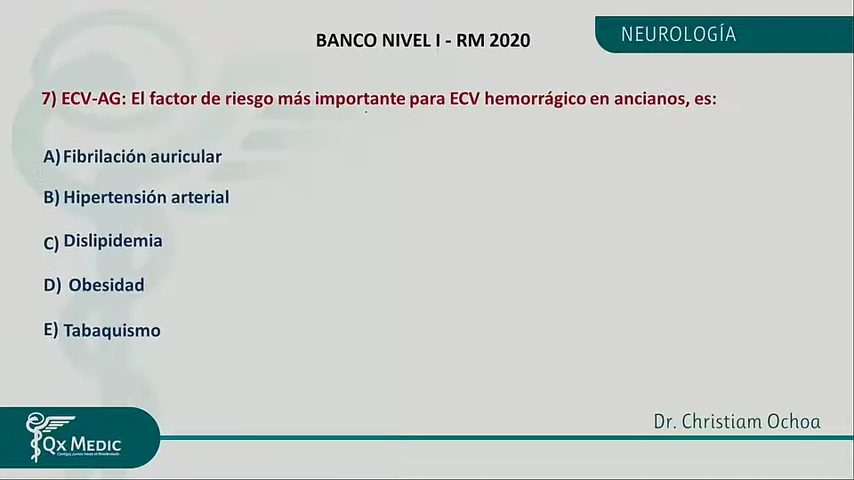 BANCO NIVEL I - RM 2020
NEUROLOGÍA
7) ECV-AG: El factor de riesgo más importante para ECV hemorrágico en ancianos, es:
A) Fibrilación auricular
B) Hipertensión arterial
C) Dislipidemia
D) Obesidad
E) Tabaquismo
Dr. Christiam Ochoa
QX MEDIC